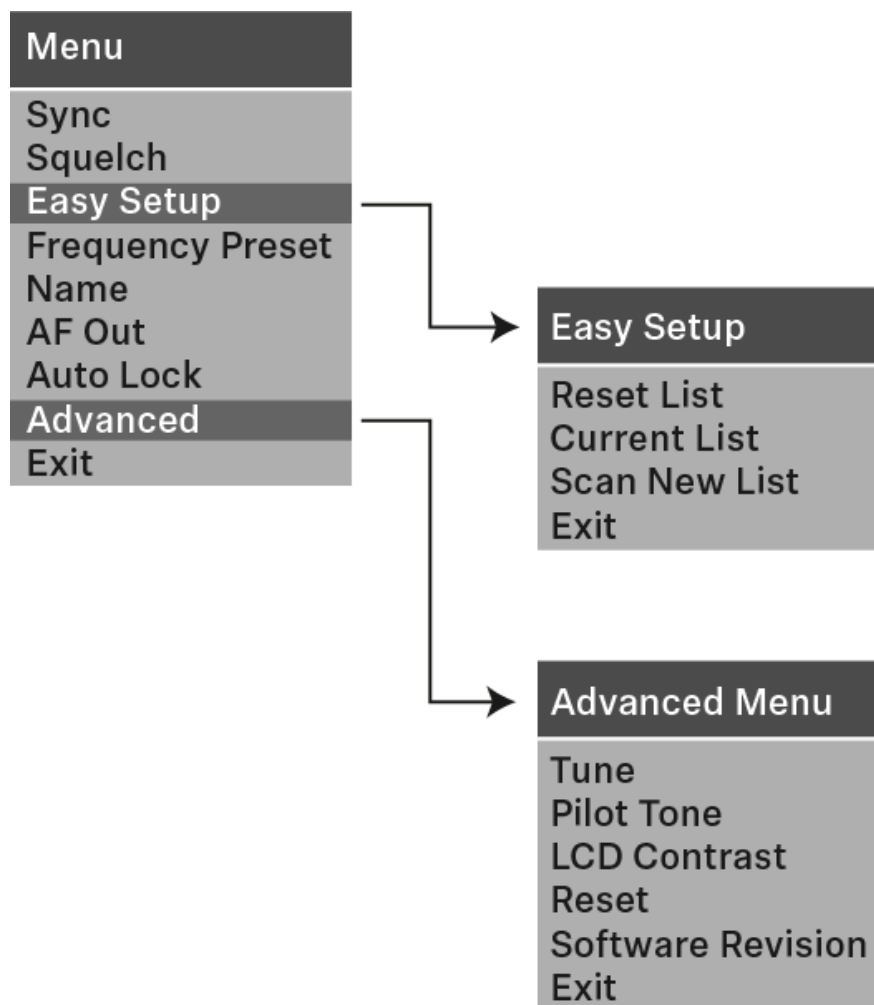 Menu
Sync
Squelch
Easy Setup
Frequency Preset
Name
AF Out
Auto Lock
Advanced
Exit
Easy Setup
Reset List
Current List
Scan New List
Exit
Advanced Menu
Tune
Pilot Tone
LCD Contrast
Reset
Software Revision
Exit